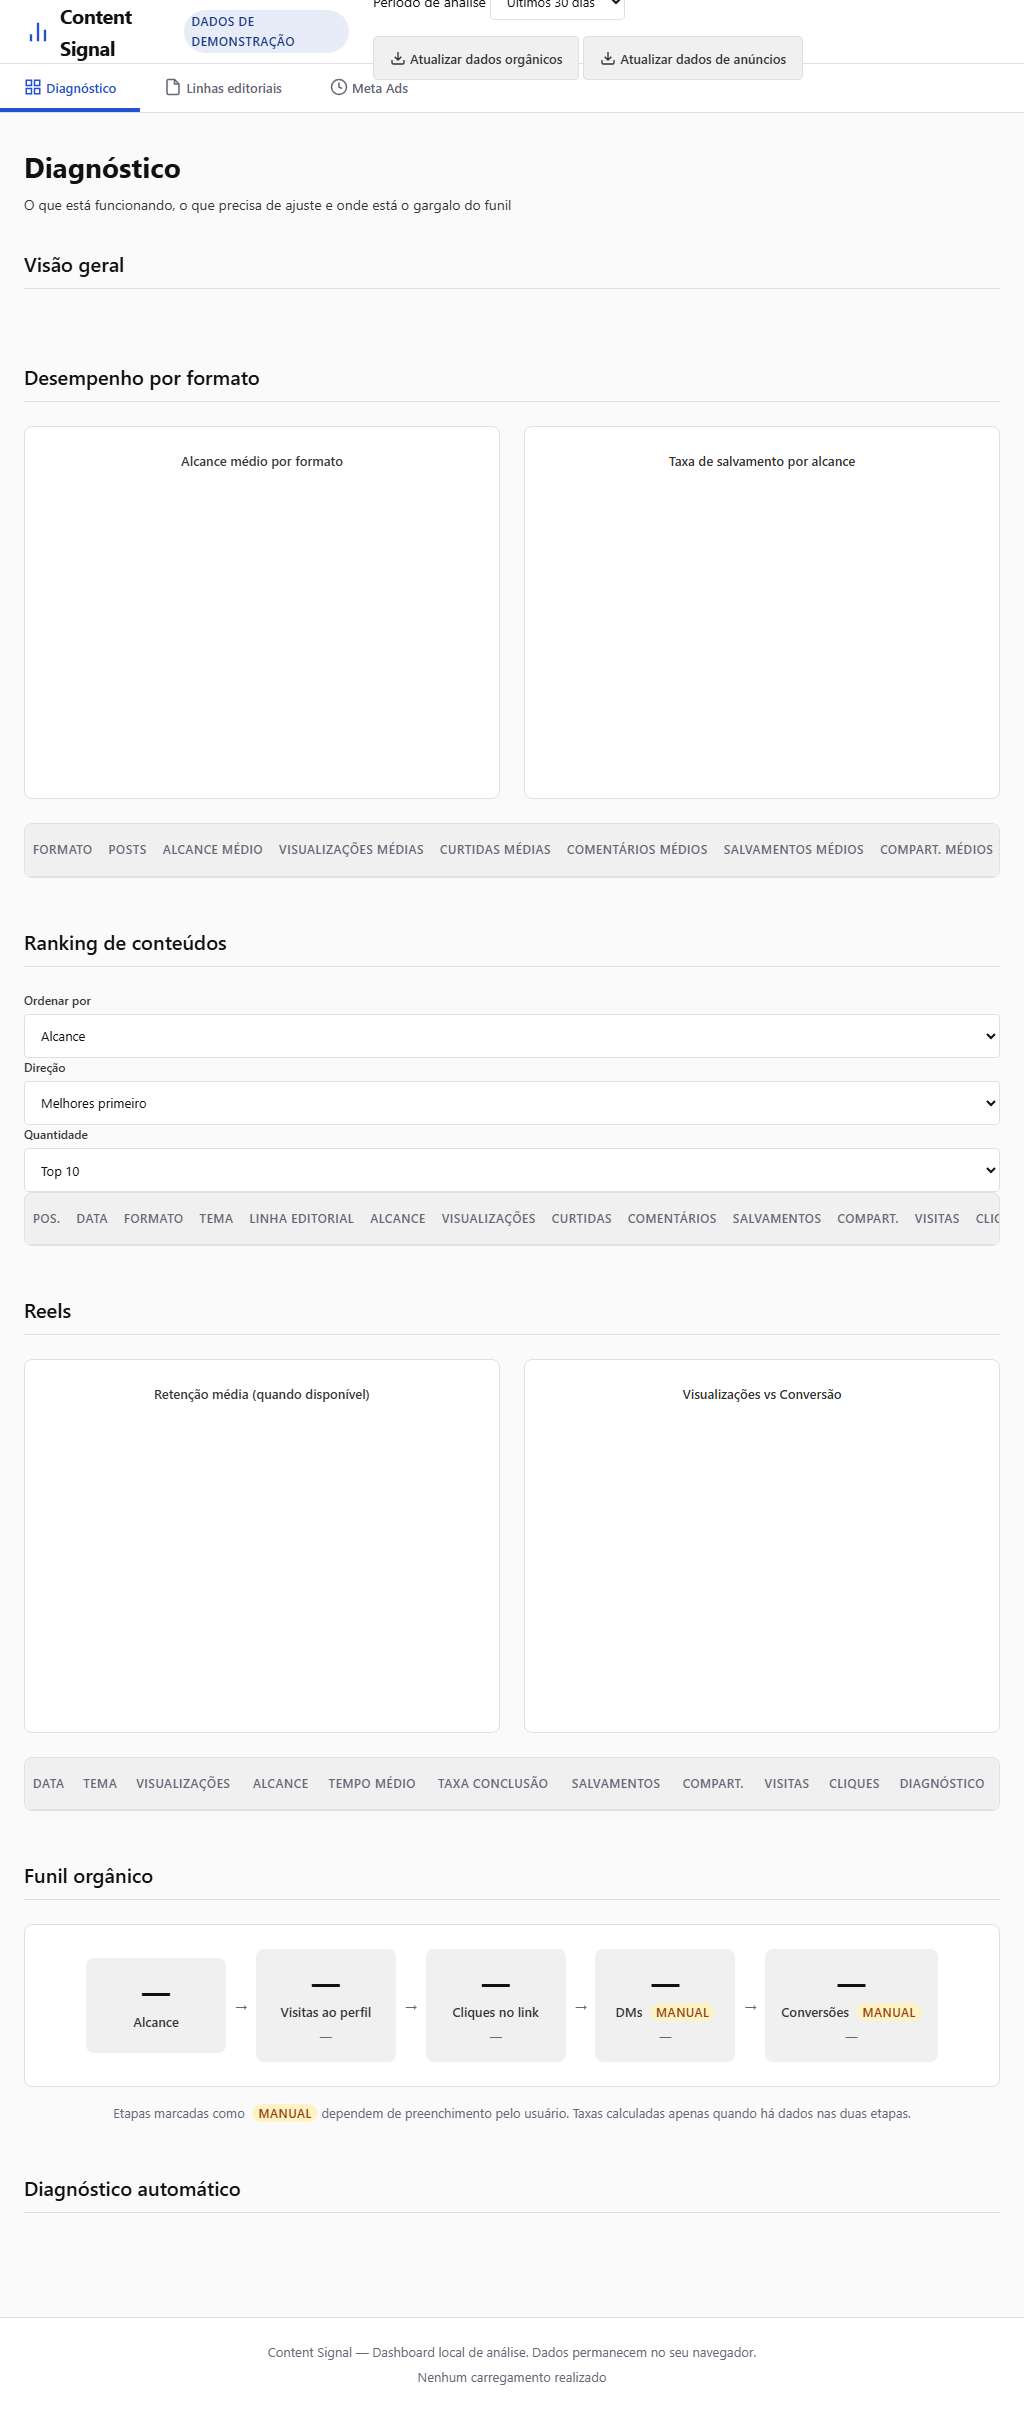 Content
Signal
DADOS DE
DEMONSTRAÇÃO
Período de análise
Últimos 30 dias
Atualizar dados orgânicos
Atualizar dados de anúncios
Diagnóstico
Linhas editoriais
Meta Ads
Diagnóstico
O que está funcionando, o que precisa de ajuste e onde está o gargalo do funil
Visão geral
Desempenho por formato
Alcance médio por formato
Taxa de salvamento por alcance
FORMATO POSTS ALCANCE MÉDIO VISUALIZAÇÕES MÉDIAS CURTIDAS MÉDIAS COMENTÁRIOS MÉDIOS SALVAMENTOS MÉDIOS COMPART. MÉDIOS
Ranking de conteúdos
Ordenar por
Alcance
Direção
Melhores primeiro
Quantidade
Top 10
POS. DATA FORMATO TEMA LINHA EDITORIAL ALCANCE VISUALIZAÇÕES CURTIDAS COMENTÁRIOS SALVAMENTOS COMPART. VISITAS
Reels
Retenção média (quando disponível)
Visualizações vs Conversão
DATA TEMA VISUALIZAÇÕES ALCANCE TEMPO MÉDIO TAXA CONCLUSÃO SALVAMENTOS COMPART. VISITAS CLIQUES DIAGNÓSTICO
Funil orgânico
—
Alcance
→
—
Visitas ao perfil
—
→
—
Cliques no link
—
→
—
DMs MANUAL
—
→
—
Conversões MANUAL
—
Etapas marcadas como MANUAL dependem de preenchimento pelo usuário. Taxas calculadas apenas quando há dados nas duas etapas.
Diagnóstico automático
Content Signal — Dashboard local de análise. Dados permanecem no seu navegador.
Nenhum carregamento realizado